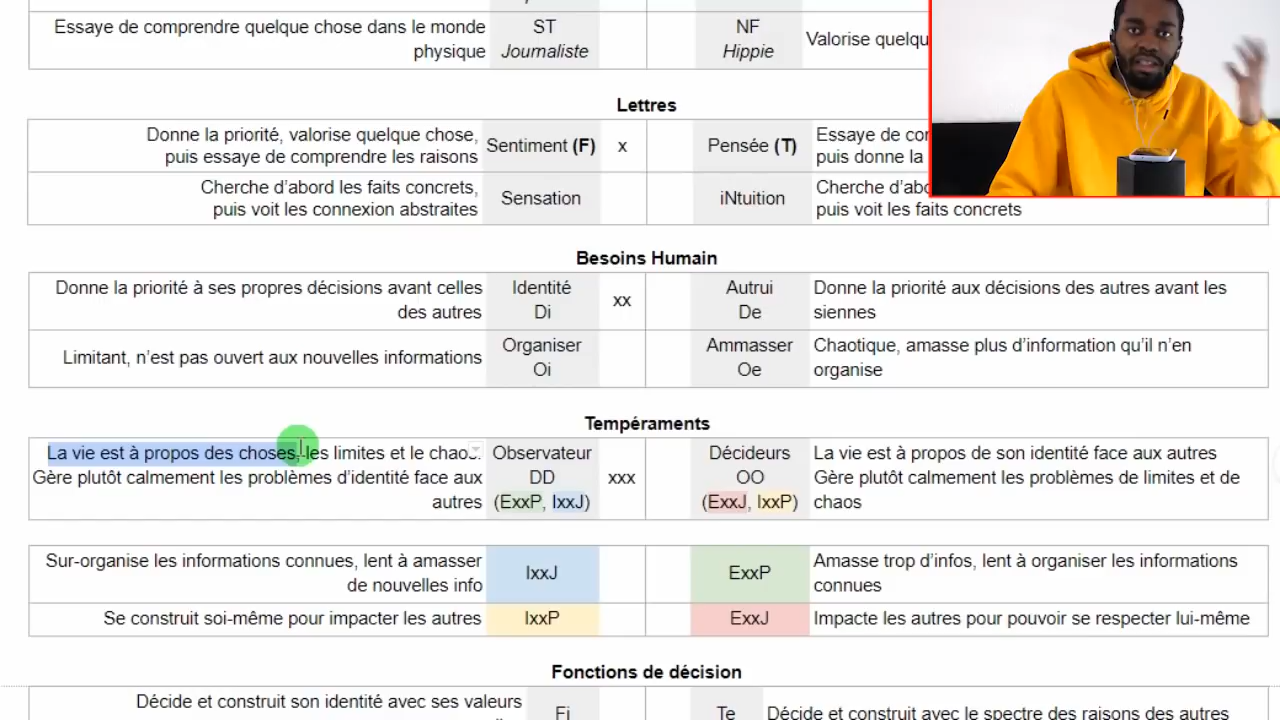 Essaye de comprendre quelque chose dans le monde
physique
ST
Journaliste
NF
Hippie
Valorise quelqu
Lettres
Donne la priorité, valorise quelque chose,
puis essaye de comprendre les raisons
Sentiment (F)
x
Pensée (T)
Essaye de co
puis donne la
Cherche d’abord les faits concrets,
puis voit les connexion abstraites
Sensation
iNtuition
Cherche d’abo
puis voit les faits concrets
Besoins Humain
Donne la priorité à ses propres décisions avant celles
des autres
Identité
Di
xx
Autrui
De
Donne la priorité aux décisions des autres avant les
siennes
Limitant, n’est pas ouvert aux nouvelles informations
Organiser
Oi
Ammasser
Oe
Chaotique, amasse plus d’information qu’il n’en
organise
Tempéraments
La vie est à propos des choses, les limites et le chaos.
Gère plutôt calmement les problèmes d’identité face aux
autres
Observateur
DD
(ExxP, IxxJ)
xxx
Décideurs
OO
(ExxJ, IxxP)
La vie est à propos de son identité face aux autres
Gère plutôt calmement les problèmes de limites et de
chaos
Sur-organise les informations connues, lent à amasser
de nouvelles info
IxxJ
ExxP
Amasse trop d’infos, lent à organiser les informations
connues
Se construit soi-même pour impacter les autres
IxxP
ExxJ
Impacte les autres pour pouvoir se respecter lui-même
Fonctions de décision
Décide et construit son identité avec ses valeurs
Fi
Te
Décide et construit avec le spectre des raisons des autres